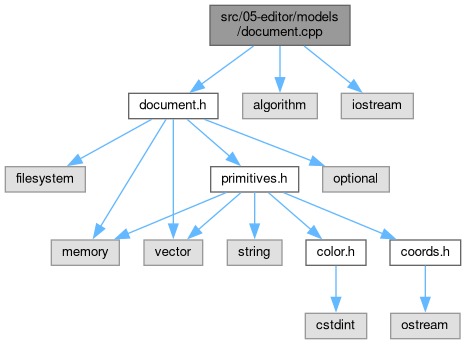 src/05-editor/models
/document.cpp
document.h
algorithm
iostream
filesystem
primitives.h
optional
memory
vector
string
color.h
coords.h
cstdint
ostream